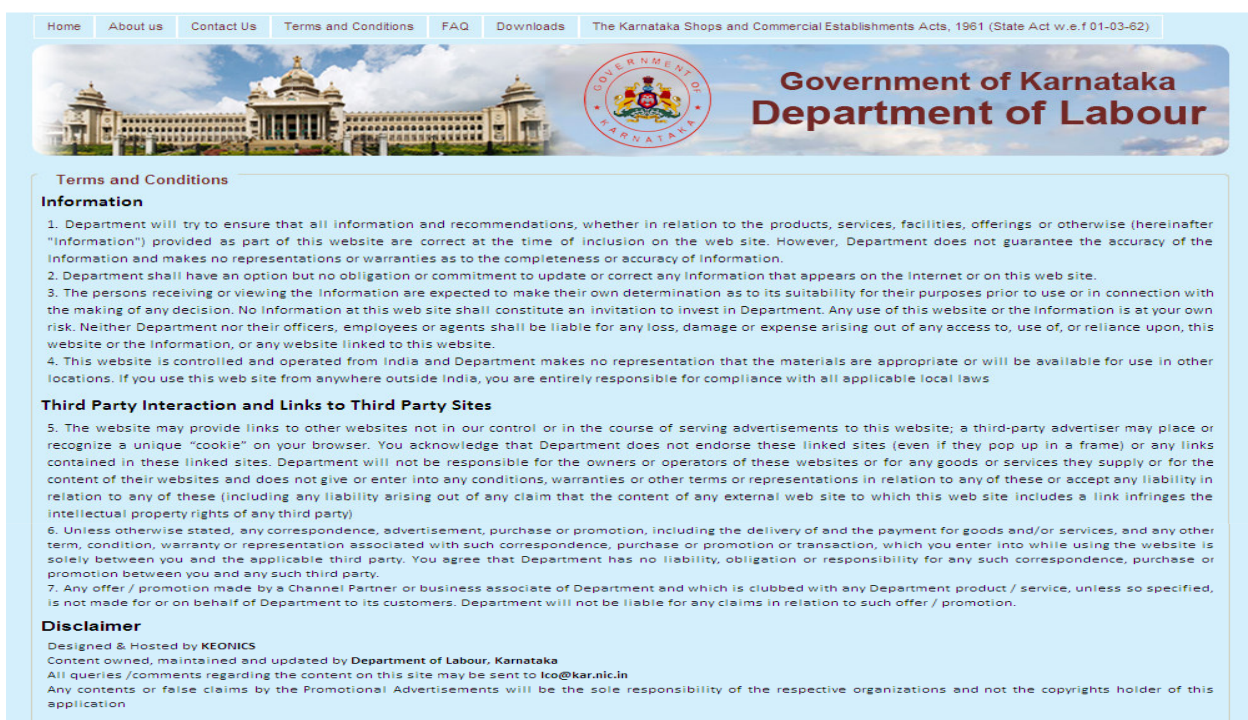 Home About us Contact Us Terms and Conditions FAQ Downloads The Karnataka Shops and Commercial Establishments Acts, 1961 (State Act w.e.f 01-03-62)
GOVERNMENT OF KARNATAKA
Government of Karnataka
Department of Labour
Terms and Conditions
Information
1. Department will try to ensure that all information and recommendations, whether in relation to the products, services, facilities, offerings or otherwise (hereinafter
"Information") provided as part of this website are correct at the time of inclusion on the web site. However, Department does not guarantee the accuracy of the
Information and makes no representations or warranties as to the completeness or accuracy of Information.
2. Department shall have an option but no obligation or commitment to update or correct any Information that appears on the Internet or on this web site.
3. The persons receiving or viewing the Information are expected to make their own determination as to its suitability for their purposes prior to use or in connection with
the making of any decision. No Information at this web site shall constitute an invitation to invest in Department. Any use of this website or the Information is at your own
risk. Neither Department nor their officers, employees or agents shall be liable for any loss, damage or expense arising out of any access to, use of, or reliance upon, this
website or the Information, or any website linked to this website.
4. This website is controlled and operated from India and Department makes no representation that the materials are appropriate or will be available for use in other
locations. If you use this web site from anywhere outside India, you are entirely responsible for compliance with all applicable local laws
Third Party Interaction and Links to Third Party Sites
5. The website may provide links to other websites not in our control or in the course of serving advertisements to this website; a third-party advertiser may place or
recognize a unique “cookie” on your browser. You acknowledge that Department does not endorse these linked sites (even if they pop up in a frame) or any links
contained in these linked sites. Department will not be responsible for the owners or operators of these websites or for any goods or services they supply or for the
content of their websites and does not give or enter into any conditions, warranties or other terms or representations in relation to any of these or accept any liability in
relation to any of these (including any liability arising out of any claim that the content of any external web site to which this web site includes a link infringes the
intellectual property rights of any third party)
6. Unless otherwise stated, any correspondence, advertisement, purchase or promotion, including the delivery of and the payment for goods and/or services, and any other
term, condition, warranty or representation associated with such correspondence, purchase or promotion or transaction, which you enter into while using the website is
solely between you and the applicable third party. You agree that Department has no liability, obligation or responsibility for any such correspondence, purchase or
promotion between you and any such third party.
7. Any offer / promotion made by a Channel Partner or business associate of Department and which is clubbed with any Department product / service, unless so specified,
is not made for or on behalf of Department to its customers. Department will not be liable for any claims in relation to such offer / promotion.
Disclaimer
Designed & Hosted by KEONICS
Content owned, maintained and updated by Department of Labour, Karnataka
All queries /comments regarding the content on this site may be sent to lco@kar.nic.in
Any contents or false claims by the Promotional Advertisements will be the sole responsibility of the respective organizations and not the copyrights holder of this
application